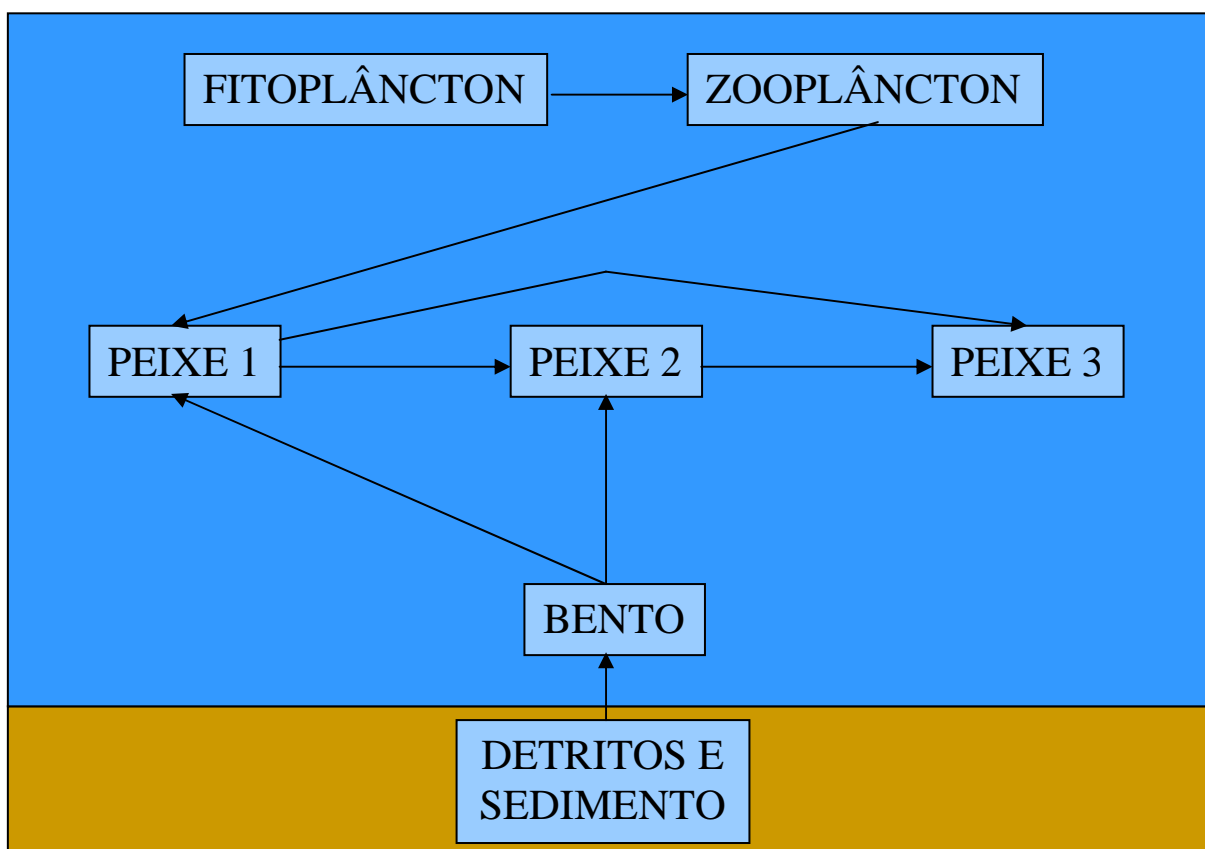 FITOPLÂNCTON
ZOOPLÂNCTON
PEIXE 1
PEIXE 2
PEIXE 3
BENTO
DETRITOS E
SEDIMENTO